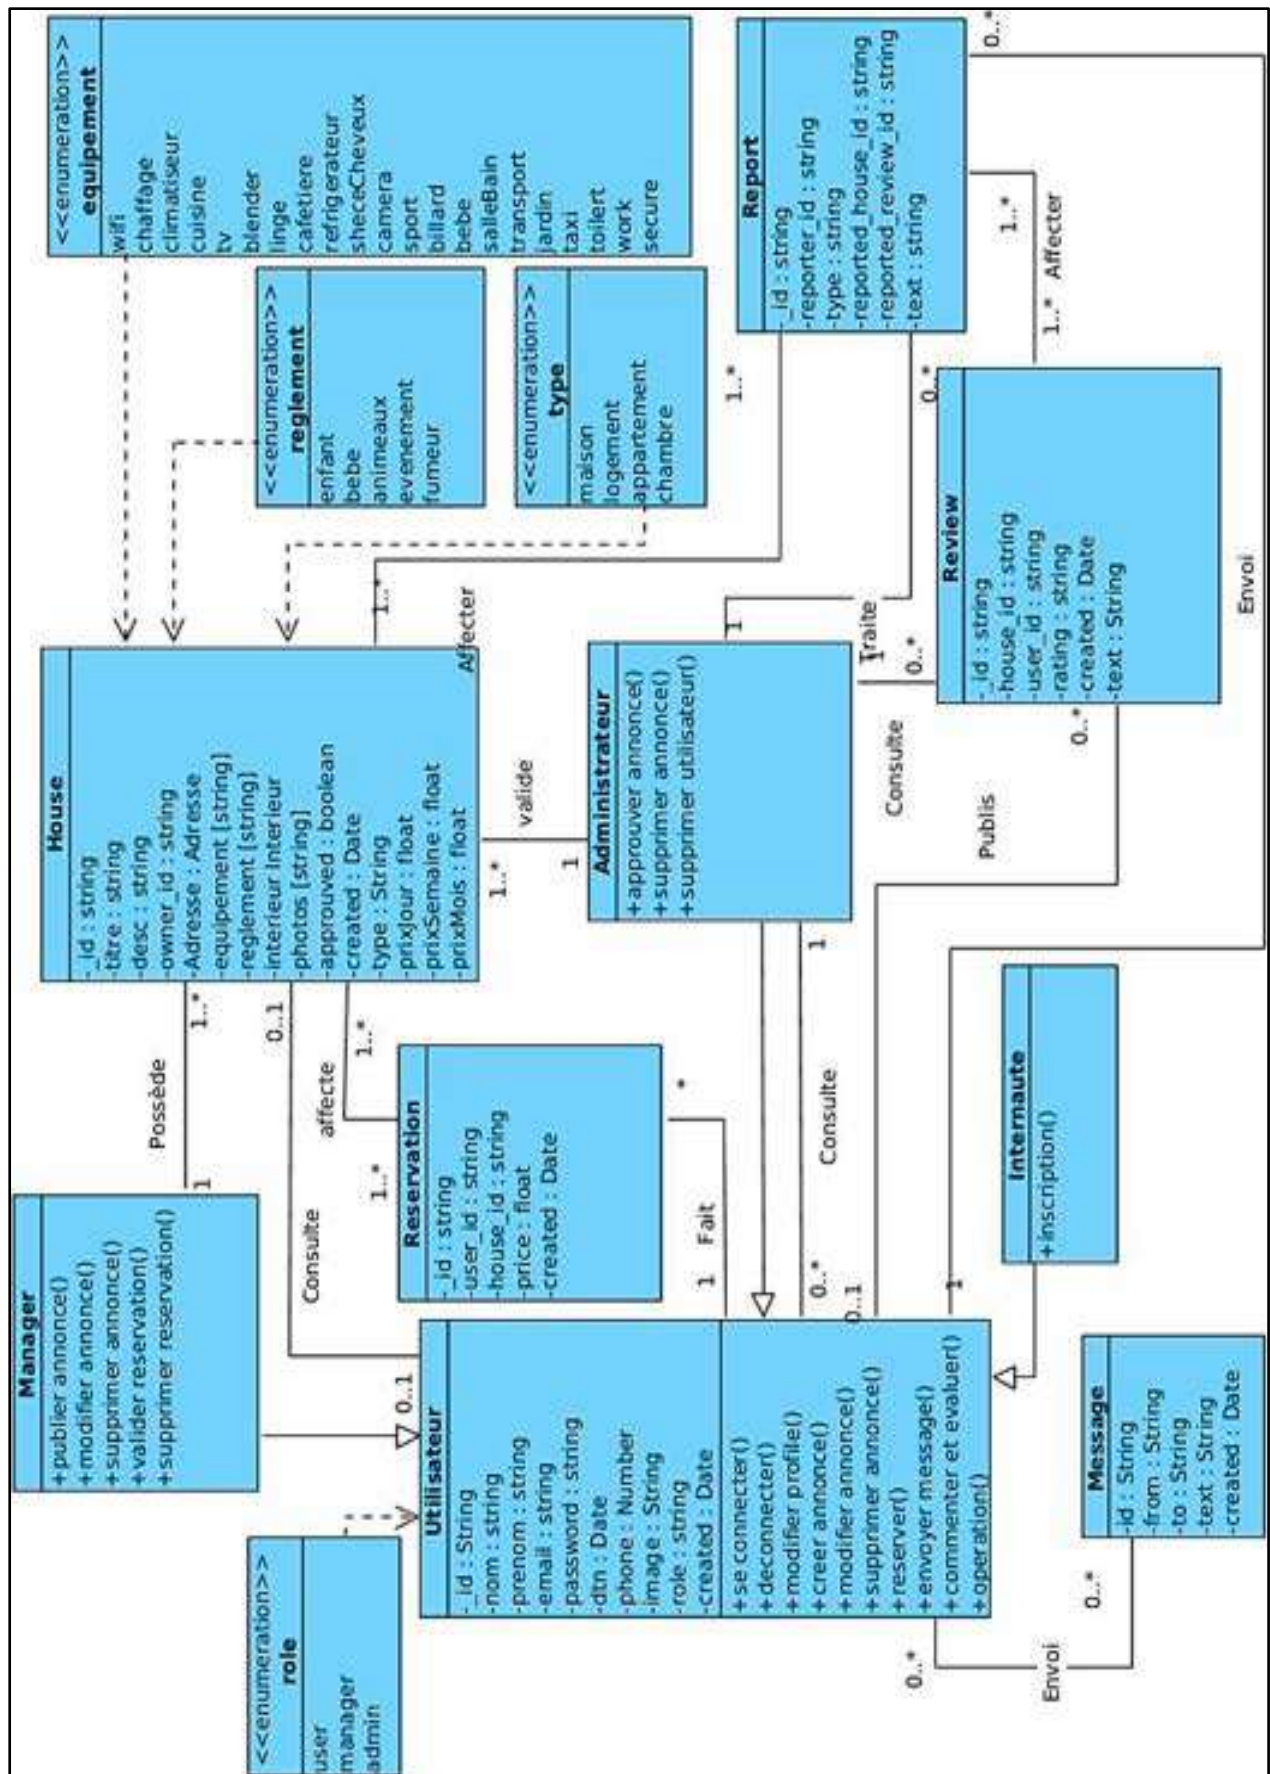 <<enumeration>>
role
user
manager
admin
Manager
+publier annonce()
+modifier annonce()
+supprimer annonce()
+valider reservation()
+supprimer reservation()
1
Possède
1..*
House
-_id : string
-titre : string
-desc : string
-owner_id : string
-Adresse : Adresse
-equipement [string]
-reglement [string]
-interieur Interieur
-photos [string]
-approuved : boolean
-created : Date
-type : String
-prixJour : float
-prixSemaine : float
-prixMois : float
<<enumeration>>
equipement
wifi
chaffage
climatiseur
cuisine
tv
blender
linge
cafetiere
refrigerateur
sheceCheveux
camera
sport
billard
bebe
salleBain
transport
jardin
taxi
toilert
work
secure
<<enumeration>>
reglement
enfant
bebe
animeaux
evenement
fumeur
<<enumeration>>
type
maison
logement
appartement
chambre
0..1
Consulte
0..1
1..*
affecte
1..*
Reservation
-_id : string
-user_id : string
-house_id : string
-price : float
-created : Date
*
Fait
1
1..*
Affecter
1..*
1..*
valide
1
Utilisateur
-_id : String
-nom : string
-prenom : string
-email : string
-password : string
-dtn : Date
-phone : Number
-image : String
-role : string
-created : Date
+se connecter()
+deconnecter()
+modifier profile()
+creer annonce()
+modifier annonce()
+supprimer annonce()
+reserver()
+envoyer message()
+commenter et evaluer()
+operation()
Administrateur
+approuver annonce()
+supprimer annonce()
+supprimer utilisateur()
1
Consulte
0..*
1
Traite
0..*
1
Consulte
0..*
Report
-_id : string
-reporter_id : string
-type : string
-reported_house_id : string
-reported_review_id : string
-text : string
Review
-_id : string
-house_id : string
-user_id : string
-rating : string
-created : Date
-text : String
0..1
Publis
0..*
1..*
Affecter
1..*
1
Envoi
0..*
Internaute
+inscription()
Message
-id : String
-from : String
-to : String
-text : String
-created : Date
0..*
Envoi
0..*